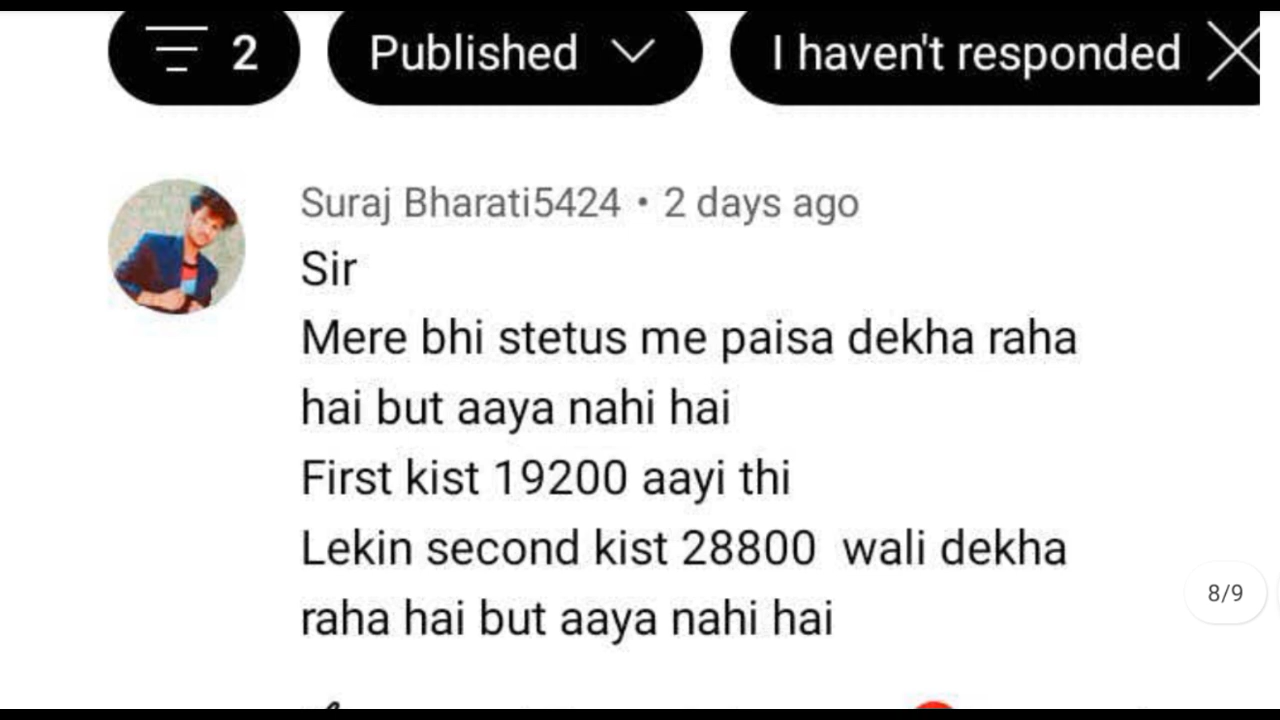 2 Published I haven't responded
Suraj Bharati5424 • 2 days ago
Sir
Mere bhi stetus me paisa dekha raha
hai but aaya nahi hai
First kist 19200 aayi thi
Lekin second kist 28800 wali dekha
raha hai but aaya nahi hai
8/9